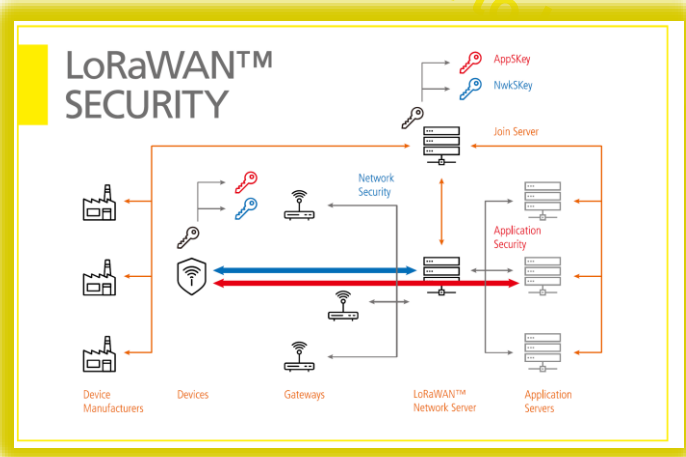 LoRaWAN™
SECURITY
AppSKey
NwkSKey
Join Server
Network
Security
Application
Security
Device
Manufacturers
Devices
Gateways
LoRaWAN™
Network Server
Application
Servers